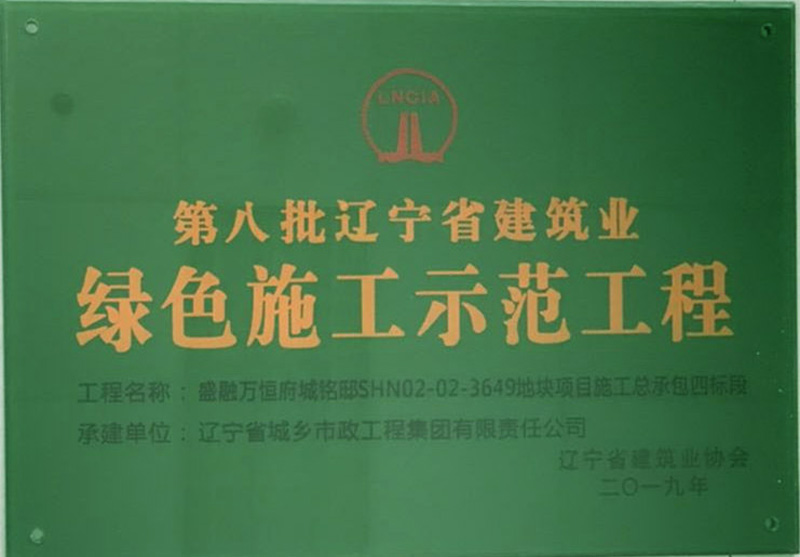 LNCIA
第八批辽宁省建筑业
绿色施工示范工程
工程名称：盛融万恒府城铭邸SHN02-02-3649地块项目施工总承包四标段
承建单位：辽宁省城乡市政工程集团有限责任公司
辽宁省建筑业协会
二〇一九年